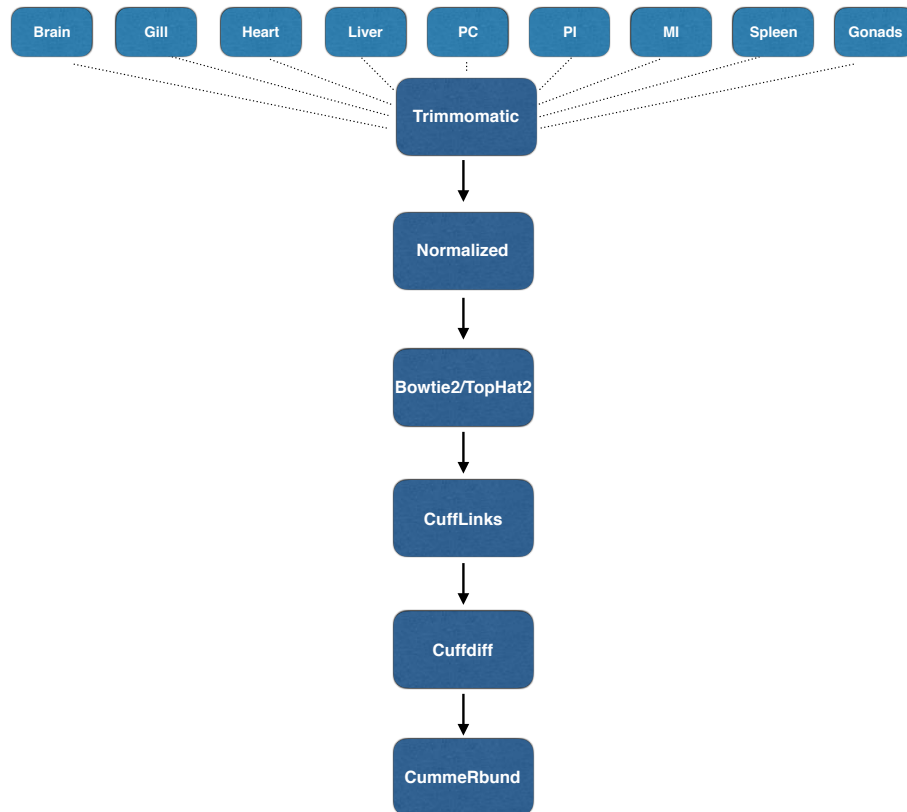 Brain
Gill
Heart
Liver
PC
PI
MI
Spleen
Gonads
Trimmomatic
Normalized
Bowtie2/TopHat2
CuffLinks
Cuffdiff
CummeRbund